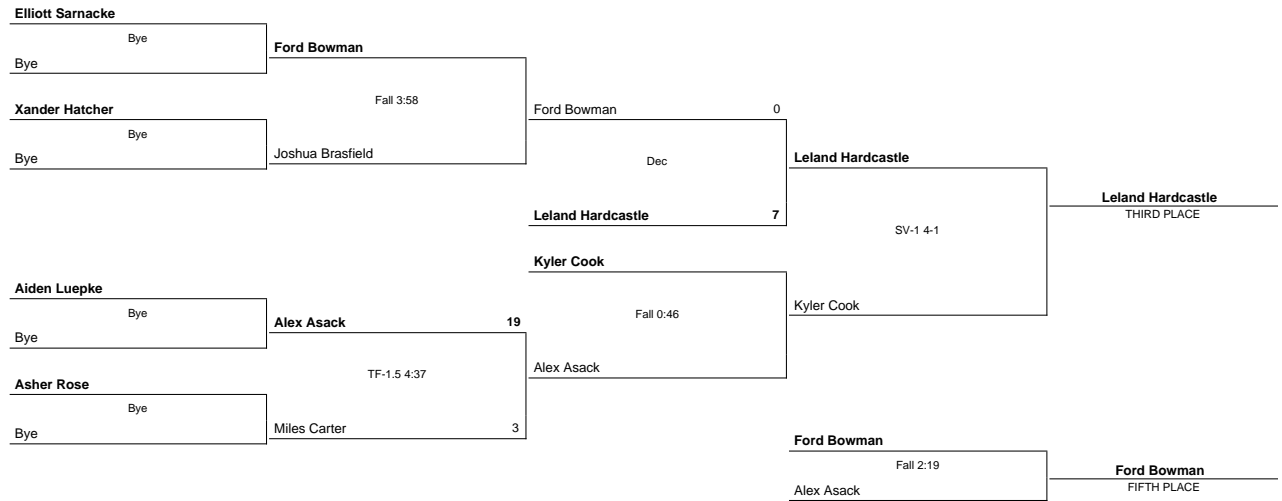 Elliott Sarnacke
Bye
Bye
Xander Hatcher
Bye
Bye
Aiden Luepke
Bye
Bye
Asher Rose
Bye
Bye
Ford Bowman
Fall 3:58
Joshua Brasfield
Alex Asack 19
TF-1.5 4:37
Miles Carter 3
Ford Bowman 0
Dec
Leland Hardcastle 7
Kyler Cook
Fall 0:46
Alex Asack
Leland Hardcastle
SV-1 4-1
Kyler Cook
Leland Hardcastle
THIRD PLACE
Ford Bowman
Fall 2:19
Alex Asack
Ford Bowman
FIFTH PLACE